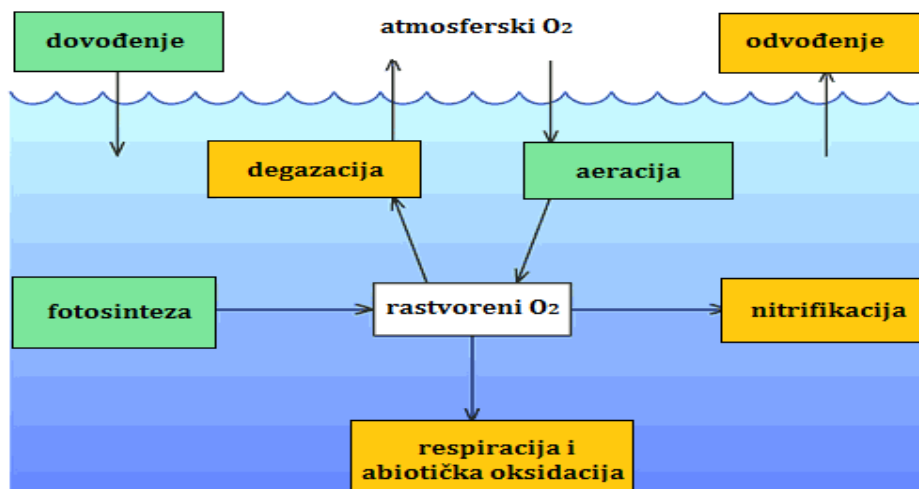 dovođenje
atmosferski O₂
odvođenje
degazacija
aeracija
fotosinteza
rastvoreni O₂
nitrifikacija
respiracija i
abiotička oksidacija